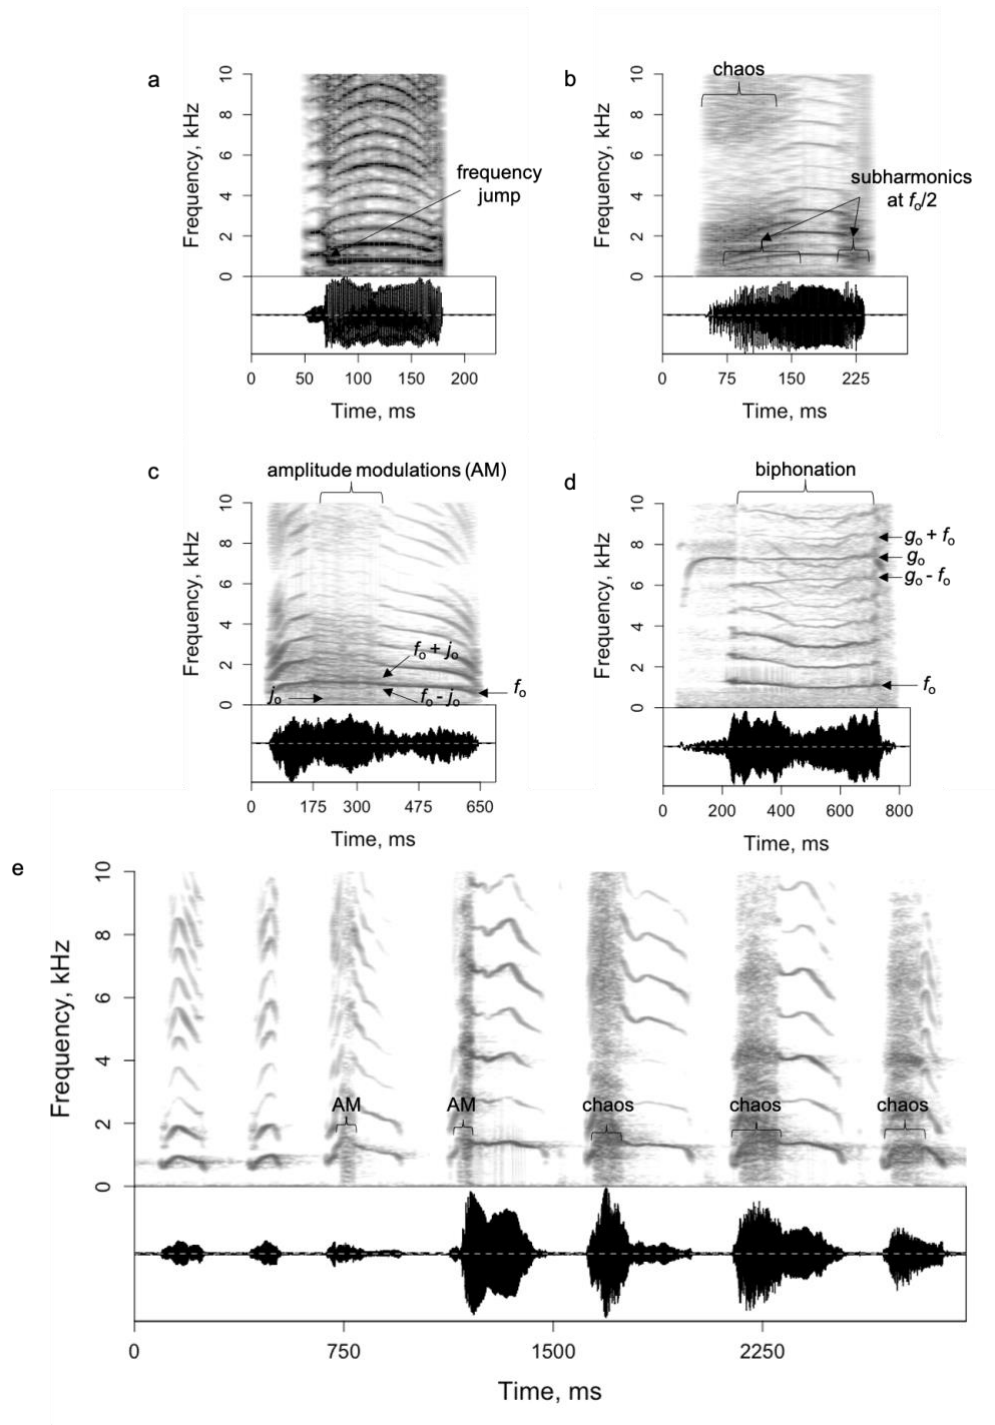 a
Frequency, kHz
10
8
6
4
2
0
frequency
jump
0 50 100 150 200
Time, ms
b
chaos
Frequency, kHz
10
8
6
4
2
0
subharmonics
at fo/2
0 75 150 225
Time, ms
c
amplitude modulations (AM)
Frequency, kHz
10
8
6
4
2
0
fo + jo
jo
fo - jo
fo
0 175 300 475 650
Time, ms
d
biphonation
Frequency, kHz
10
8
6
4
2
0
go + fo
go
go - fo
fo
0 200 400 600 800
Time, ms
e
Frequency, kHz
10
8
6
4
2
0
AM AM chaos chaos chaos
0 750 1500 2250
Time, ms